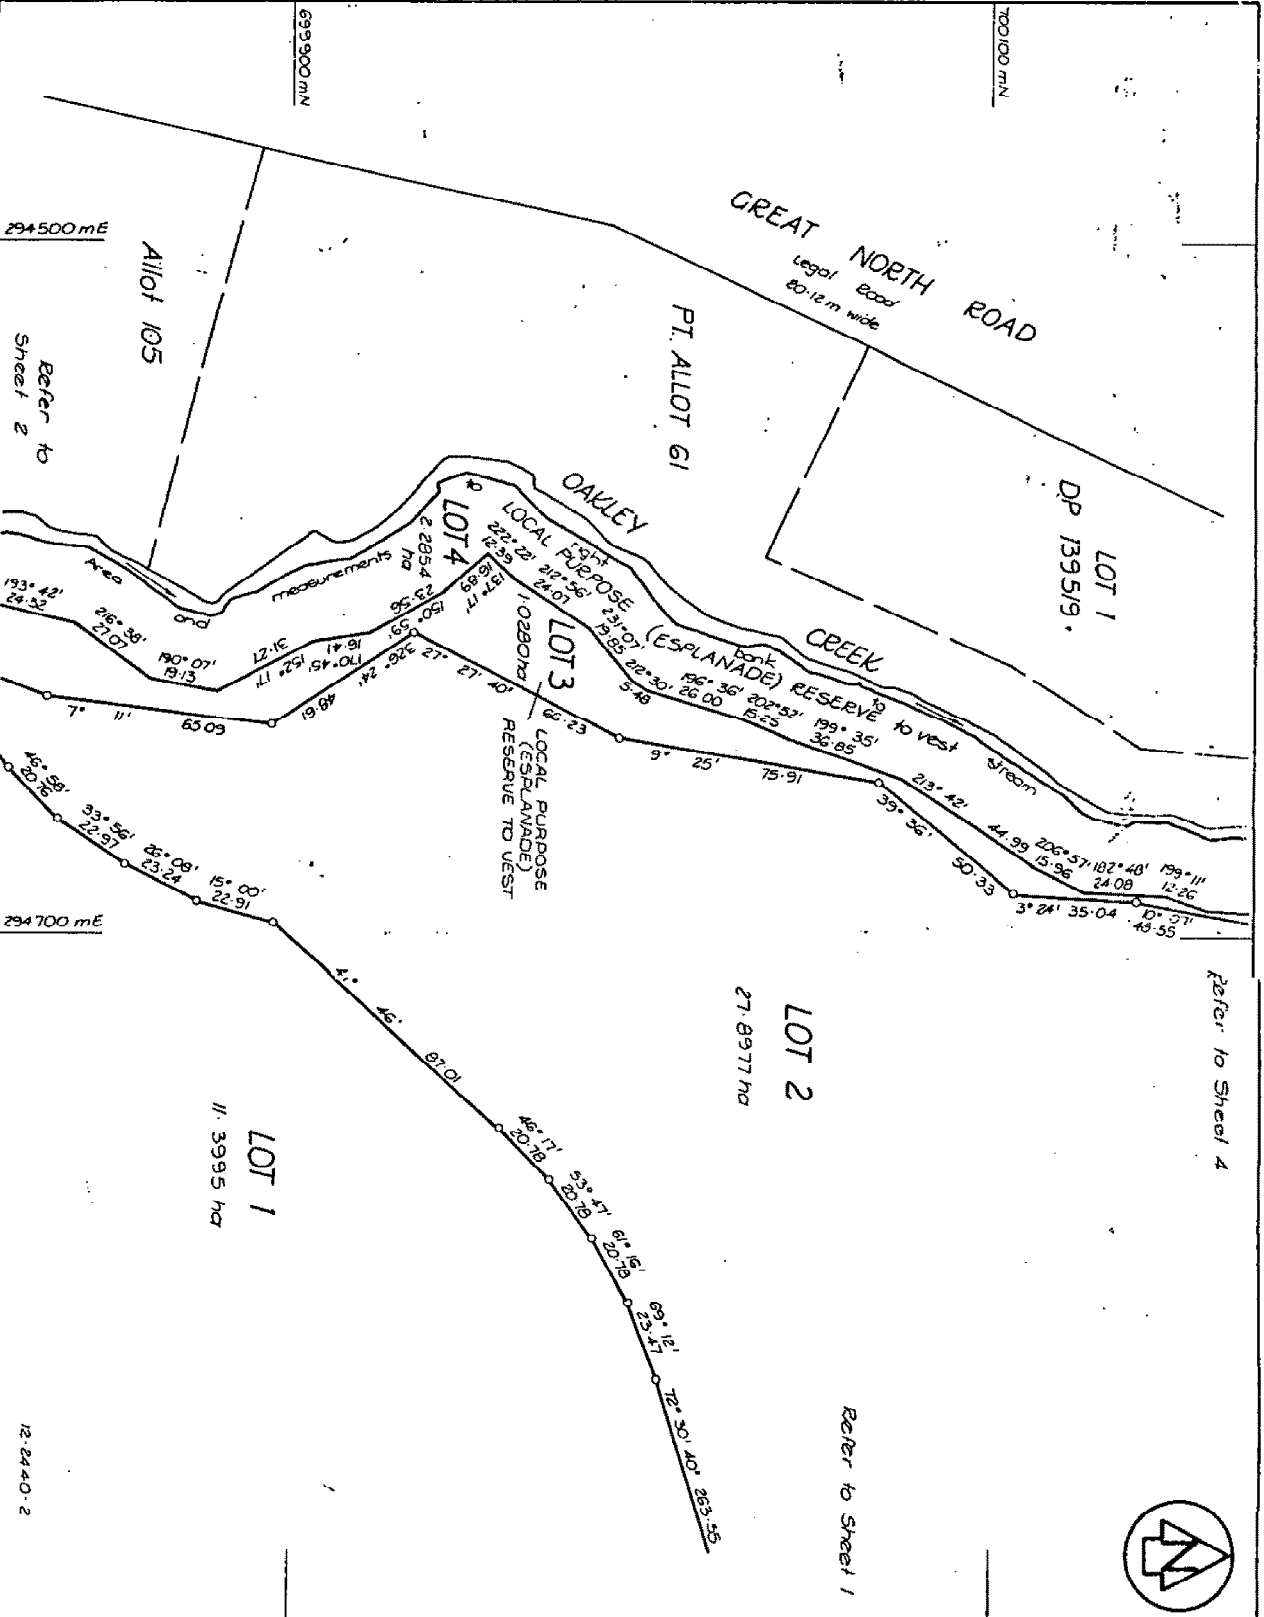 699900 mN
700100 mN
294500 mE
294700 mE
GREAT NORTH ROAD
Legal Road
20·12 m wide
Allot 105
Refer to
Sheet 2
PT. ALLOT 61
LOT 1
DP 139519
OAKLEY CREEK
LOCAL PURPOSE (ESPLANADE) RESERVE to vest
Area and measurements to right bank of stream
LOT 4
2·2854
ha
LOT 3
1·0280ha
LOCAL PURPOSE
(ESPLANADE)
RESERVE TO VEST
193° 42'
24·32
216° 38'
27·07
190° 07'
19·13
152° 17'
31·27
170° 45'
16·41
150° 59'
23·56
137° 17'
16·89
222° 22'
12·39
212° 56'
24·07
231° 07'
19·85
212° 30'
5·48
196° 36'
26·00
202° 52'
15·25
199° 35'
36·85
213° 42'
44·99
206° 57'
15·96
182° 48'
24·08
199° 11'
12·26
7° 11' 65·09
326° 24'
48·61
27° 27' 40" 66·23
9° 25' 75·91
39° 36' 50·33
3° 24' 35·04
10° 07'
48·55
46° 58'
20·76
33° 56'
22·97
26° 08'
23·24
15° 00'
22·91
41° 46' 87·01
46° 17'
20·78
53° 47'
20·78
61° 16'
20·78
69° 12'
23·47
72° 30' 40" 263·55
LOT 2
27·8977 ha
LOT 1
11·3995 ha
Refer to Sheet 4
Refer to Sheet 1
12·2440·2
N